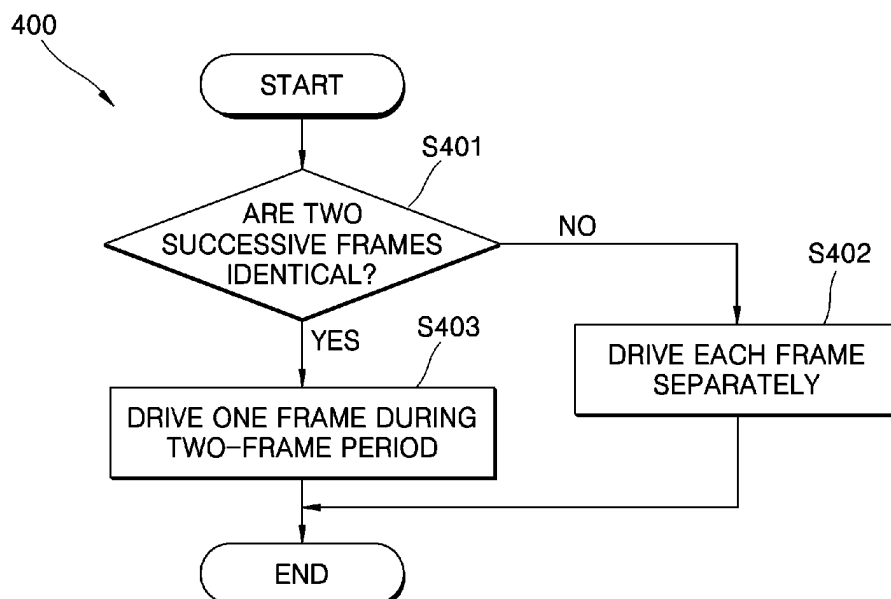 400
START
S401
ARE TWO
SUCCESSIVE FRAMES
IDENTICAL?
NO
S402
YES
S403
DRIVE EACH FRAME
SEPARATELY
DRIVE ONE FRAME DURING
TWO-FRAME PERIOD
END